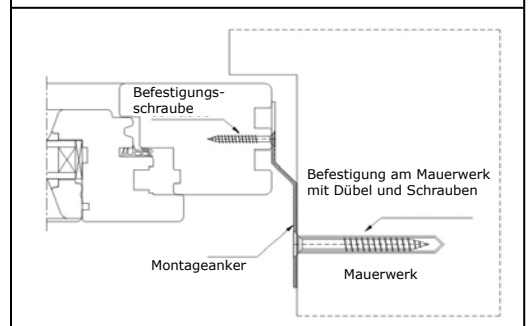 Befestigungs-
schraube
Befestigung am Mauerwerk
mit Dübel und Schrauben
Montageanker
Mauerwerk